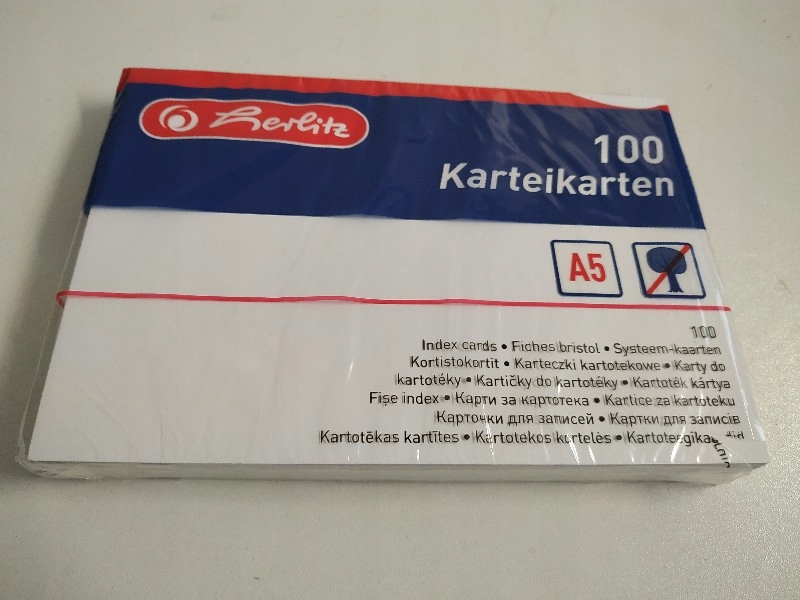 Herlitz
100
Karteikarten
A5
100
Index cards • Fiches bristol • Systeem-kaarten
Kortistokortit • Karteczki kartotekowe • Karty do
kartotéky • Kartičky do kartotéky • Kartoték kártya
Fişe index • Карти за картотека • Kartice za kartoteku
Карточки для записей • Картки для записів
Kartotēkas kartītes • Kartotekos kortelės •